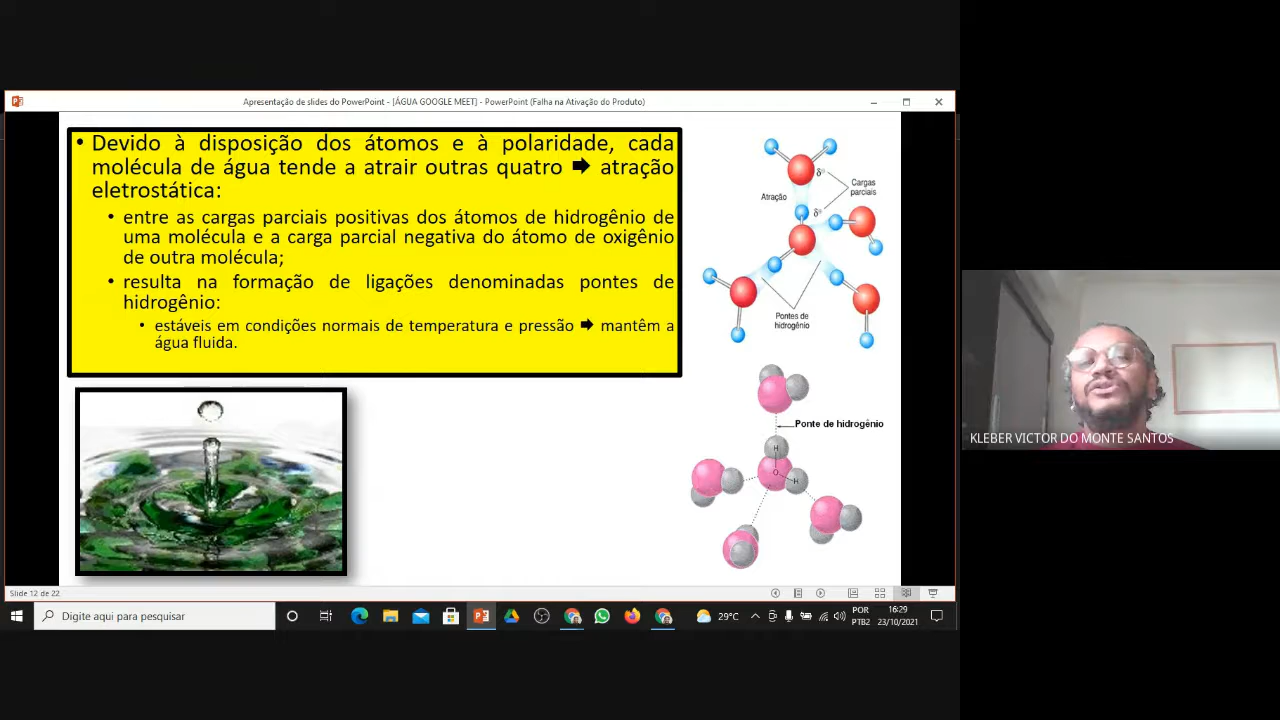 Apresentação de slides do PowerPoint - [ÁGUA GOOGLE MEET] - PowerPoint (Falha na Ativação do Produto)
• Devido à disposição dos átomos e à polaridade, cada
molécula de água tende a atrair outras quatro ➡ atração
eletrostática:
• entre as cargas parciais positivas dos átomos de hidrogênio de
uma molécula e a carga parcial negativa do átomo de oxigênio
de outra molécula;
• resulta na formação de ligações denominadas pontes de
hidrogênio:
• estáveis em condições normais de temperatura e pressão ➡ mantêm a
água fluida.
Cargas
parciais
Atração
Pontes de
hidrogênio
Ponte de hidrogênio
H
O
H
KLEBER VICTOR DO MONTE SANTOS
Slide 12 de 22
Digite aqui para pesquisar
29°C
POR
PTB2
16:29
23/10/2021